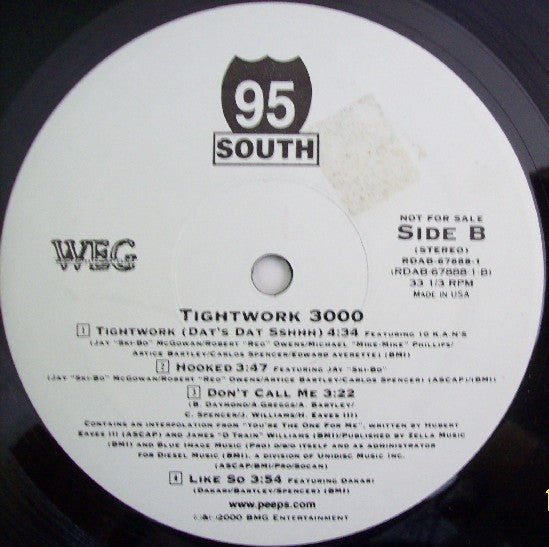 95
SOUTH
WEG
NOT FOR SALE
SIDE B
(STEREO)
RDAB-67888-1
(RDAB-67888-1-B)
33 1/3 RPM
MADE IN USA
TIGHTWORK 3000
1 TIGHTWORK (DAT'S DAT SSHHH) 4:34 FEATURING 10 K.A.N'S
(JAY "SKI-BO" MCGOWAN/ROBERT "REO" OWENS/MICHAEL "MIKE-MIKE" PHILLIPS/
ARTICE BARTLEY/CARLOS SPENCER/EDWARD AVERETTE) (BMI)
2 HOOKED 3:47 FEATURING JAY "SKI-BO"
(JAY "SKI-BO" MCGOWAN/ROBERT "REO" OWENS/ARTICE BARTLEY/CARLOS SPENCER) (ASCAP)/(BMI)
3 DON'T CALL ME 3:22
(B. DAYMOND/A GREGGS/A. BARTLEY/
C. SPENCER/J. WILLIAMS/H. EAVES III)
CONTAINS AN INTERPOLATION FROM "YOU'RE THE ONE FOR ME", WRITTEN BY HUBERT
EAVES III (ASCAP) AND JAMES "D TRAIN" WILLIAMS (BMI)/PUBLISHED BY ZELLA MUSIC
(BMI) AND BLUE IMAGE MUSIC (PRO) O/B/O ITSELF AND AS ADMINISTRATOR
FOR DIESEL MUSIC (BMI), A DIVISION OF UNIDISC MUSIC INC.
(ASCAP/BMI/PRO/SOCAN)
4 LIKE SO 3:54 FEATURING DAKARI
(DAKARI/BARTLEY/SPENCER) (BMI)
www.peeps.com
2000 BMG ENTERTAINMENT